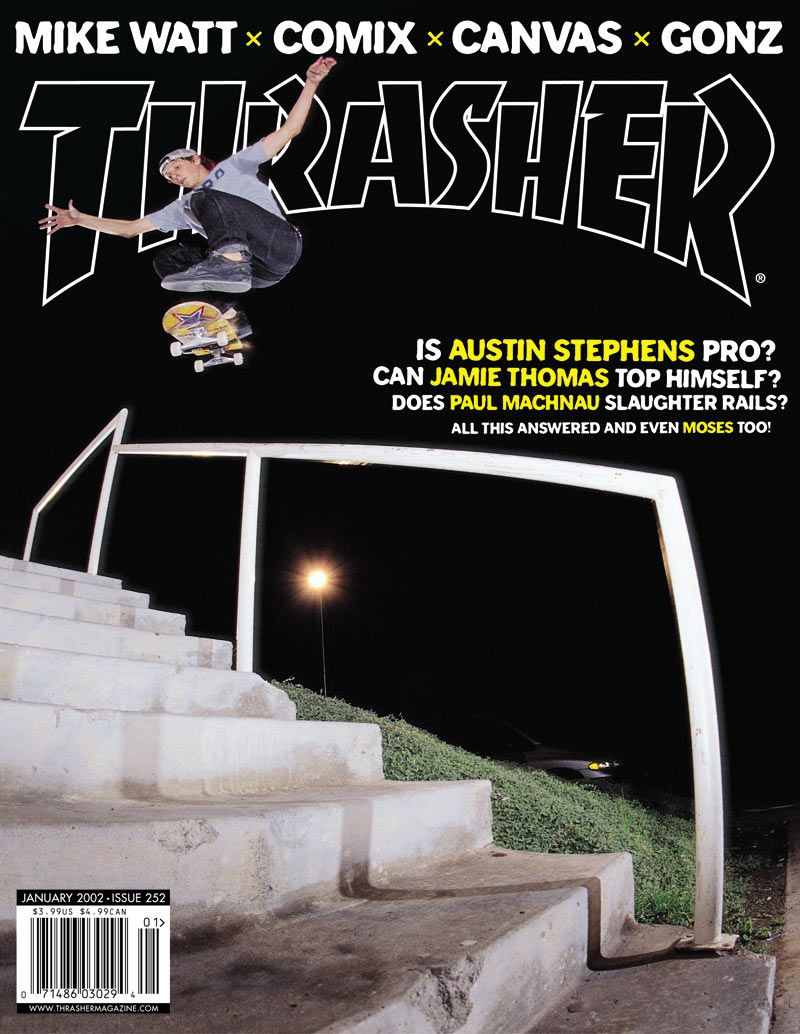 MIKE WATT × COMIX × CANVAS × GONZ
THRASHER
®
IS AUSTIN STEPHENS PRO?
CAN JAMIE THOMAS TOP HIMSELF?
DOES PAUL MACHNAU SLAUGHTER RAILS?
ALL THIS ANSWERED AND EVEN MOSES TOO!
JANUARY 2002 • ISSUE 252
$3.99US $4.99CAN
01>
0 71486 03029 4
WWW.THRASHERMAGAZINE.COM